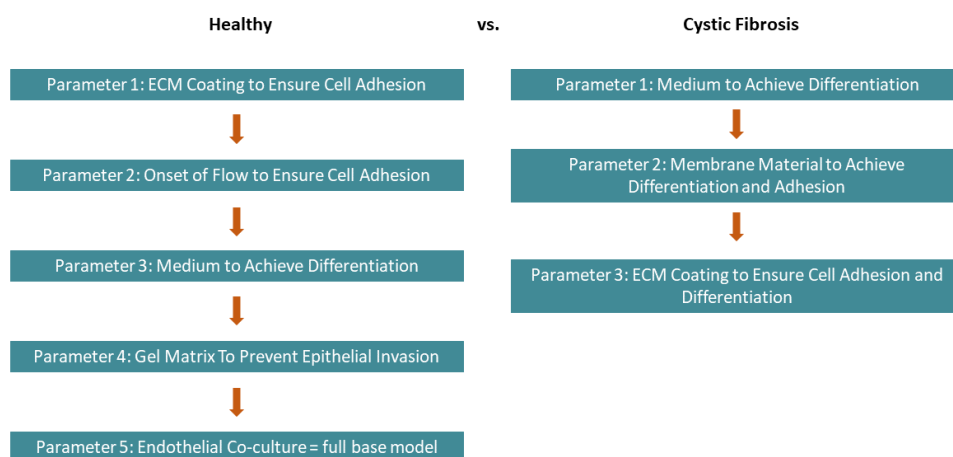 Healthy
vs.
Cystic Fibrosis
Parameter 1: ECM Coating to Ensure Cell Adhesion
Parameter 2: Onset of Flow to Ensure Cell Adhesion
Parameter 3: Medium to Achieve Differentiation
Parameter 4: Gel Matrix To Prevent Epithelial Invasion
Parameter 5: Endothelial Co-culture = full base model
Parameter 1: Medium to Achieve Differentiation
Parameter 2: Membrane Material to Achieve
Differentiation and Adhesion
Parameter 3: ECM Coating to Ensure Cell Adhesion and
Differentiation